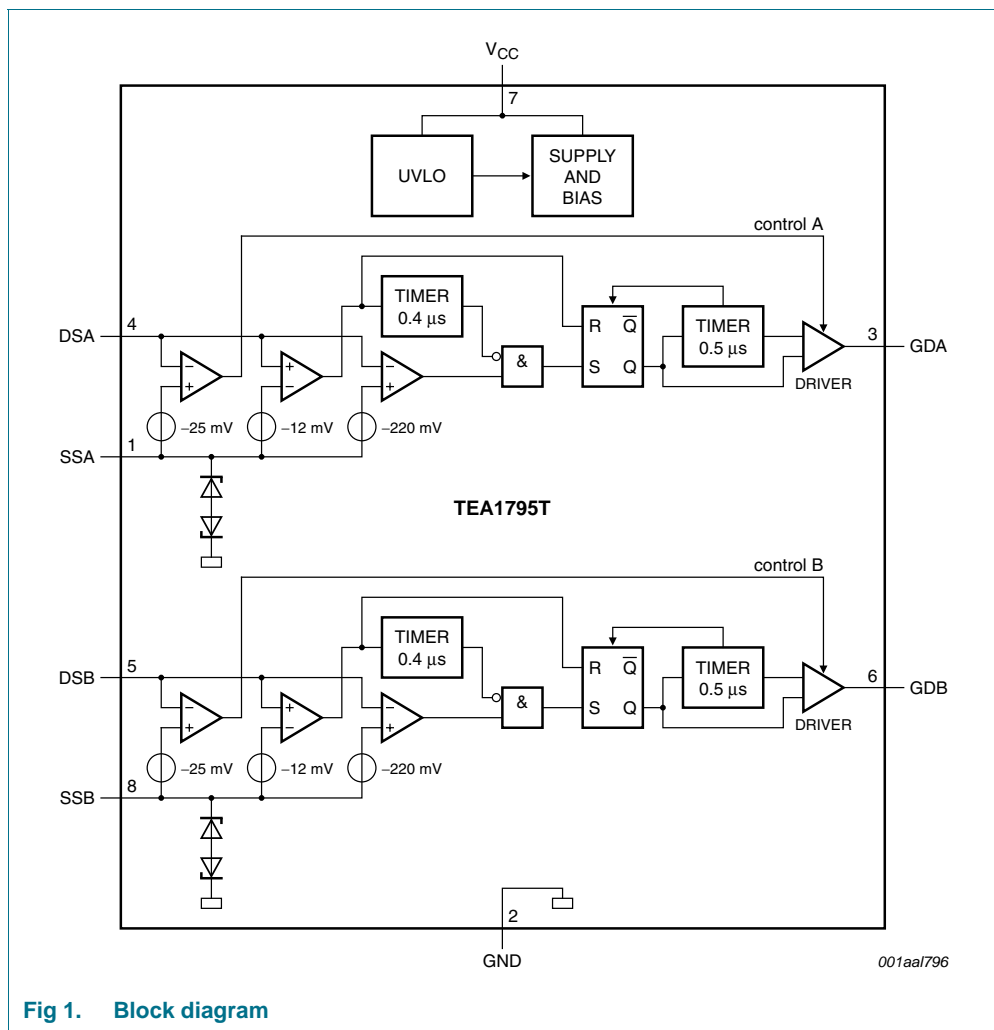 VCC
7
UVLO
SUPPLY
AND
BIAS
control A
TIMER
0.4 µs
R Q
S Q
TIMER
0.5 µs
DSA
4
−
+
+
−
−
+
&
3
GDA
DRIVER
−25 mV
−12 mV
−220 mV
SSA
1
TEA1795T
control B
TIMER
0.4 µs
R Q
S Q
TIMER
0.5 µs
DSB
5
−
+
+
−
−
+
&
6
GDB
DRIVER
−25 mV
−12 mV
−220 mV
SSB
8
2
GND
001aal796
Fig 1. Block diagram